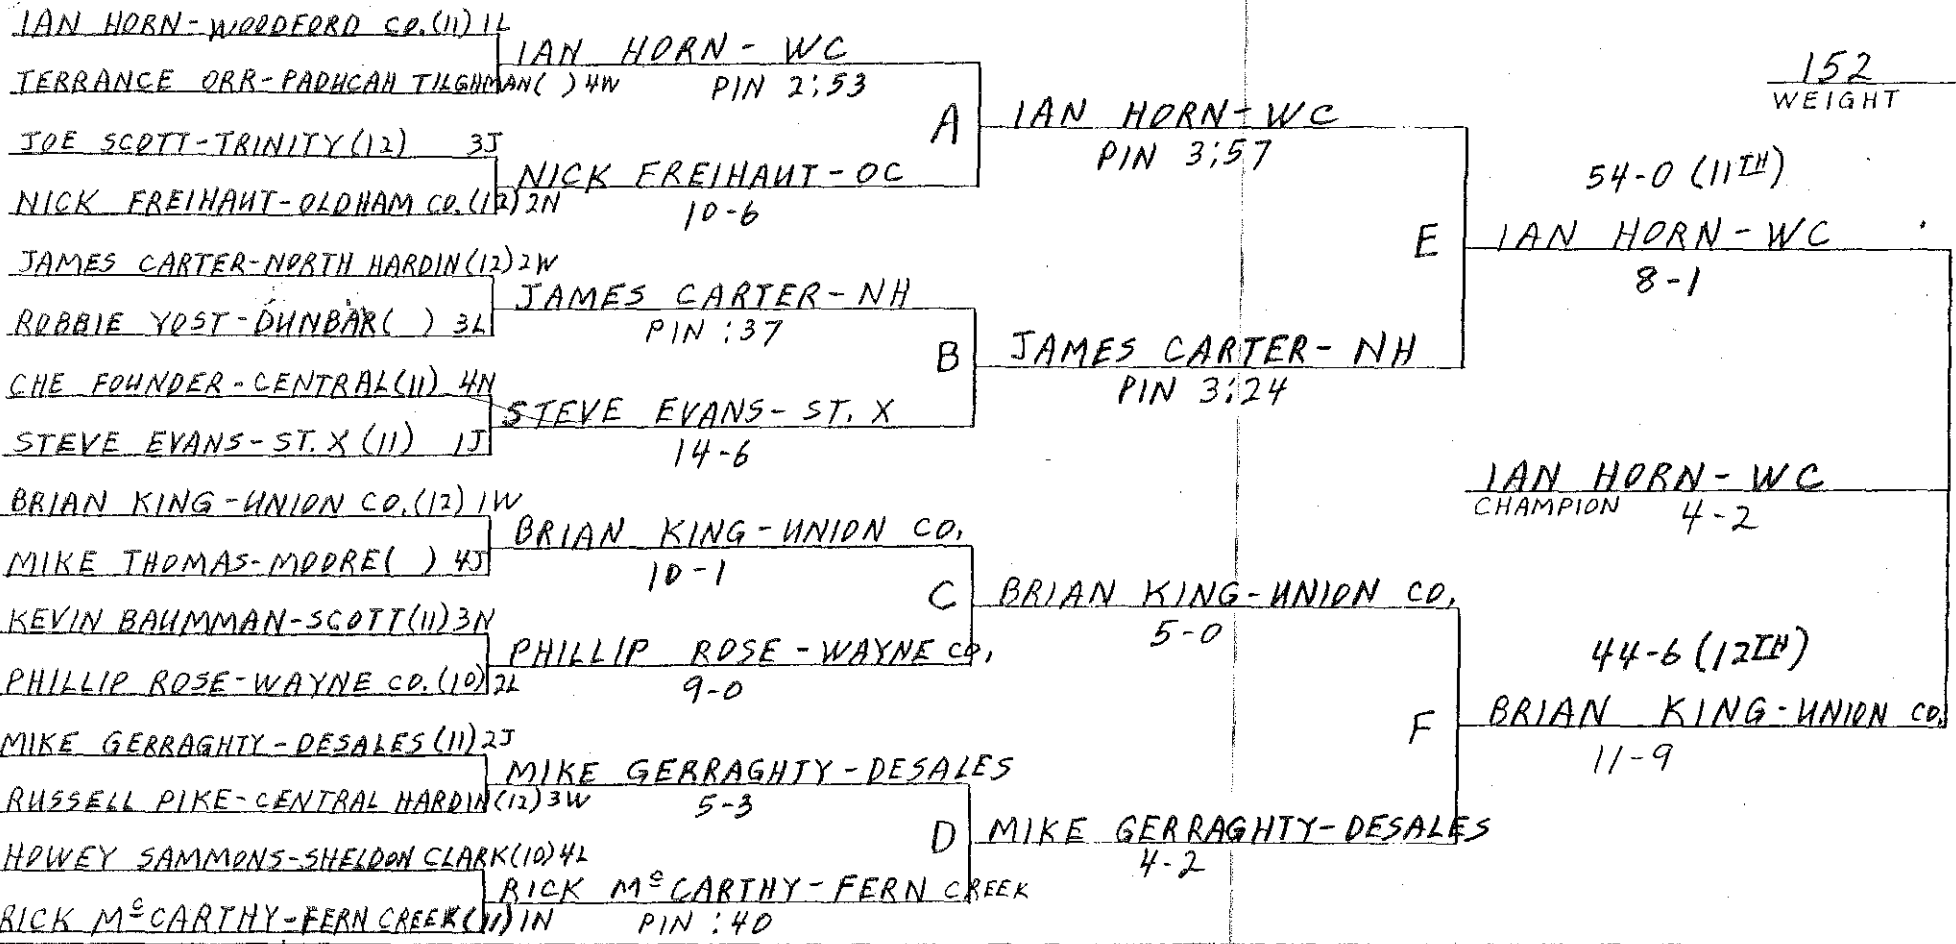 IAN HORN-WOODFORD CO.(11) 1L
TERRANCE ORR-PADUCAH TILGHMAN( ) 4W
JOE SCOTT-TRINITY(12) 3J
NICK FREIHAUT-OLDHAM CO.(12) 2N
JAMES CARTER-NORTH HARDIN(12) 2W
ROBBIE YOST-DUNBAR( ) 3L
CHE FOUNDER-CENTRAL(11) 4N
STEVE EVANS-ST. X (11) 1J
BRIAN KING-UNION CO.(12) 1W
MIKE THOMAS-MOORE( ) 4J
KEVIN BAUMMAN-SCOTT(11) 3N
PHILLIP ROSE-WAYNE CO.(10) 2L
MIKE GERRAGHTY-DESALES(11) 2J
RUSSELL PIKE-CENTRAL HARDIN(12) 3W
HOWEY SAMMONS-SHELDON CLARK(10) 4L
RICK McCARTHY-FERN CREEK(11) 1N
IAN HORN - WC
PIN 2:53
NICK FREIHAUT-OC
10-6
JAMES CARTER-NH
PIN :37
STEVE EVANS-ST. X
14-6
BRIAN KING-UNION CO.
10-1
PHILLIP ROSE-WAYNE CO.
9-0
MIKE GERRAGHTY-DESALES
5-3
RICK McCARTHY-FERN CREEK
PIN :40
A
IAN HORN-WC
PIN 3:57
B
JAMES CARTER-NH
PIN 3:24
C
BRIAN KING-UNION CO.
5-0
D
MIKE GERRAGHTY-DESALES
4-2
152
WEIGHT
54-0 (11TH)
E
IAN HORN-WC
8-1
IAN HORN-WC
CHAMPION 4-2
44-6 (12TH)
F
BRIAN KING-UNION CO.
11-9